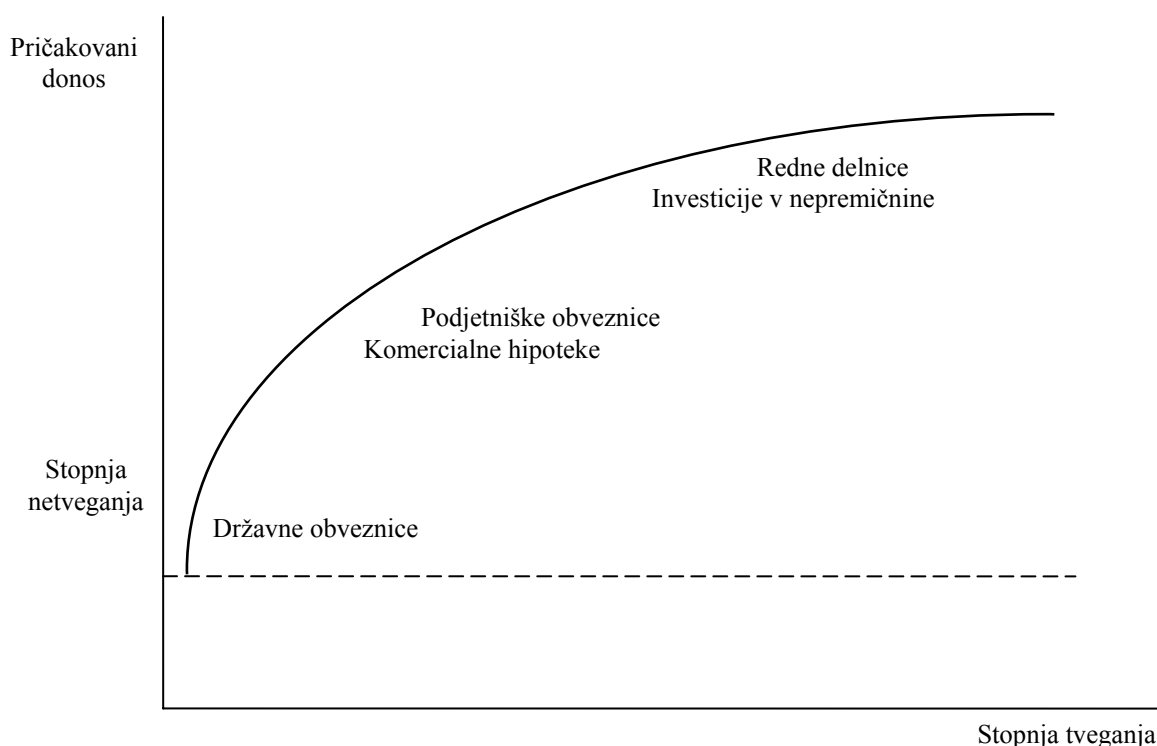 Pričakovani
donos
Redne delnice
Investicije v nepremičnine
Podjetniške obveznice
Komercialne hipoteke
Stopnja
netveganja
Državne obveznice
Stopnja tveganja